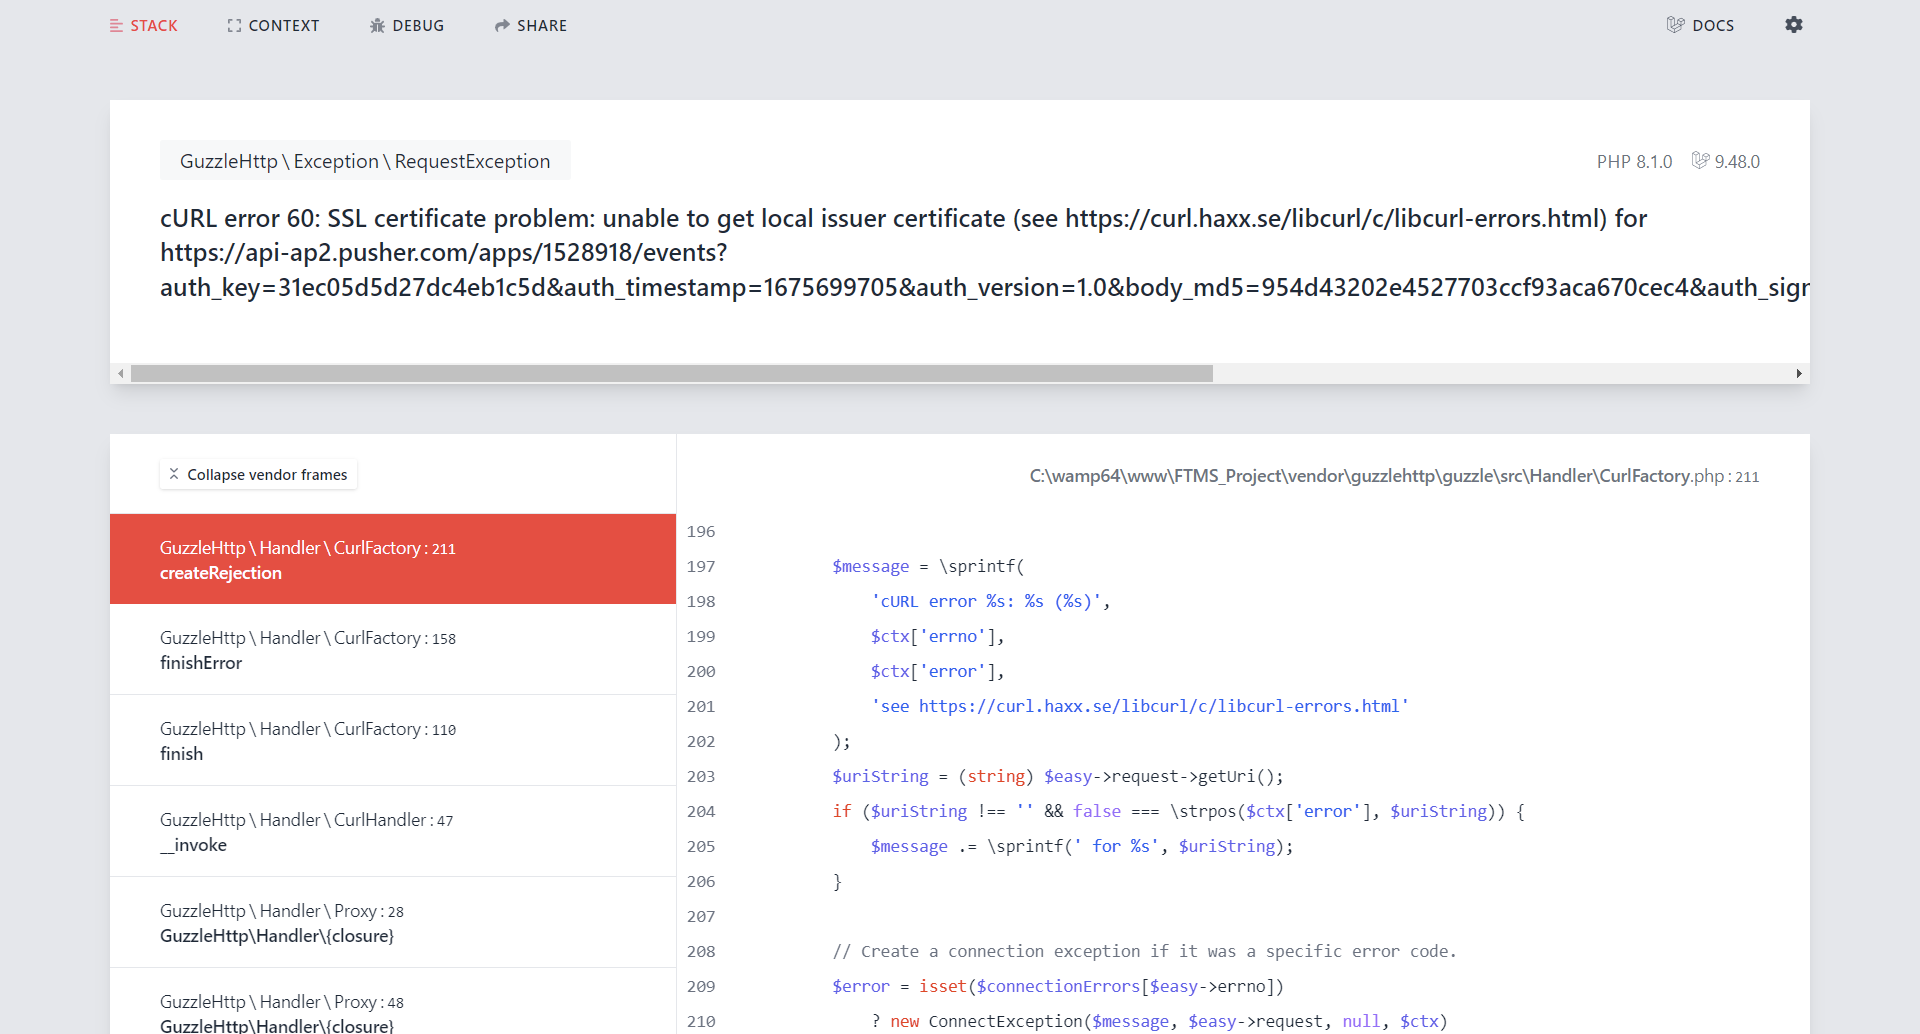 STACK
CONTEXT
DEBUG
SHARE
DOCS
GuzzleHttp\Exception\RequestException
PHP 8.1.0
9.48.0
cURL error 60: SSL certificate problem: unable to get local issuer certificate (see https://curl.haxx.se/libcurl/c/libcurl-errors.html) for
https://api-ap2.pusher.com/apps/1528918/events?
auth_key=31ec05d5d27dc4eb1c5d&auth_timestamp=1675699705&auth_version=1.0&body_md5=954d43202e4527703ccf93aca670cec4&auth_sign
Collapse vendor frames
GuzzleHttp\Handler\CurlFactory:211
createRejection
GuzzleHttp\Handler\CurlFactory:158
finishError
GuzzleHttp\Handler\CurlFactory:110
finish
GuzzleHttp\Handler\CurlHandler:47
__invoke
GuzzleHttp\Handler\Proxy:28
GuzzleHttp\Handler\{closure}
GuzzleHttp\Handler\Proxy:48
GuzzleHttp\Handler\{closure}
C:\wamp64\www\FTMS_Project\vendor\guzzlehttp\guzzle\src\Handler\CurlFactory.php:211
196
197 $message = \sprintf(
198 'cURL error %s: %s (%s)',
199 $ctx['errno'],
200 $ctx['error'],
201 'see https://curl.haxx.se/libcurl/c/libcurl-errors.html'
202 );
203 $uriString = (string) $easy->request->getUri();
204 if ($uriString !== '' && false === \strpos($ctx['error'], $uriString)) {
205 $message .= \sprintf(' for %s', $uriString);
206 }
207
208 // Create a connection exception if it was a specific error code.
209 $error = isset($connectionErrors[$easy->errno])
210 ? new ConnectException($message, $easy->request, null, $ctx)